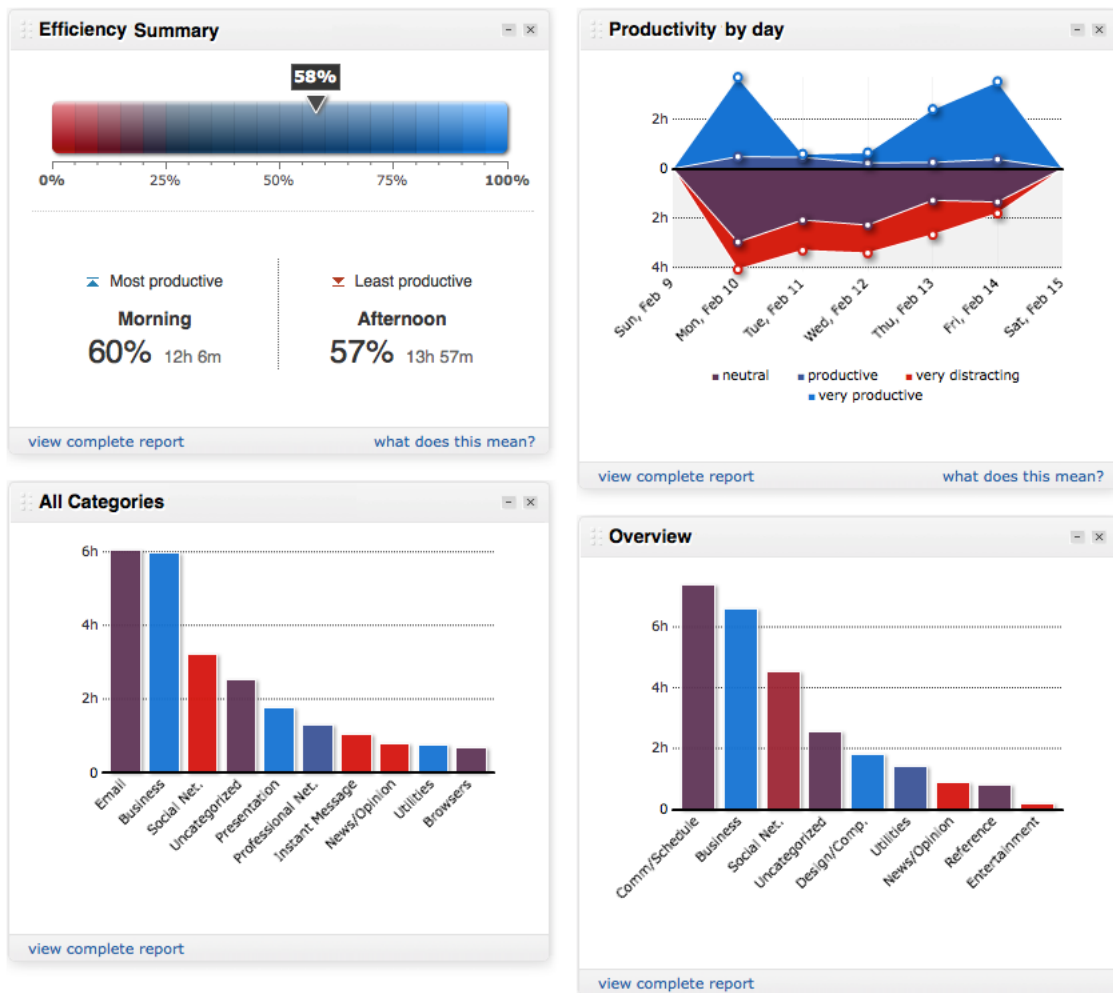 Efficiency Summary
58%
0% 25% 50% 75% 100%
Most productive
Morning
60% 12h 6m
Least productive
Afternoon
57% 13h 57m
view complete report what does this mean?
Productivity by day
2h
0
2h
4h
Sun, Feb 9
Mon, Feb 10
Tue, Feb 11
Wed, Feb 12
Thu, Feb 13
Fri, Feb 14
Sat, Feb 15
neutral productive very distracting
very productive
view complete report what does this mean?
All Categories
6h
4h
2h
0
Email
Business
Social Net.
Uncategorized
Presentation
Professional Net.
Instant Message
News/Opinion
Utilities
Browsers
view complete report
Overview
6h
4h
2h
0
Comm/Schedule
Business
Social Net.
Uncategorized
Design/Comp.
Utilities
News/Opinion
Reference
Entertainment
view complete report